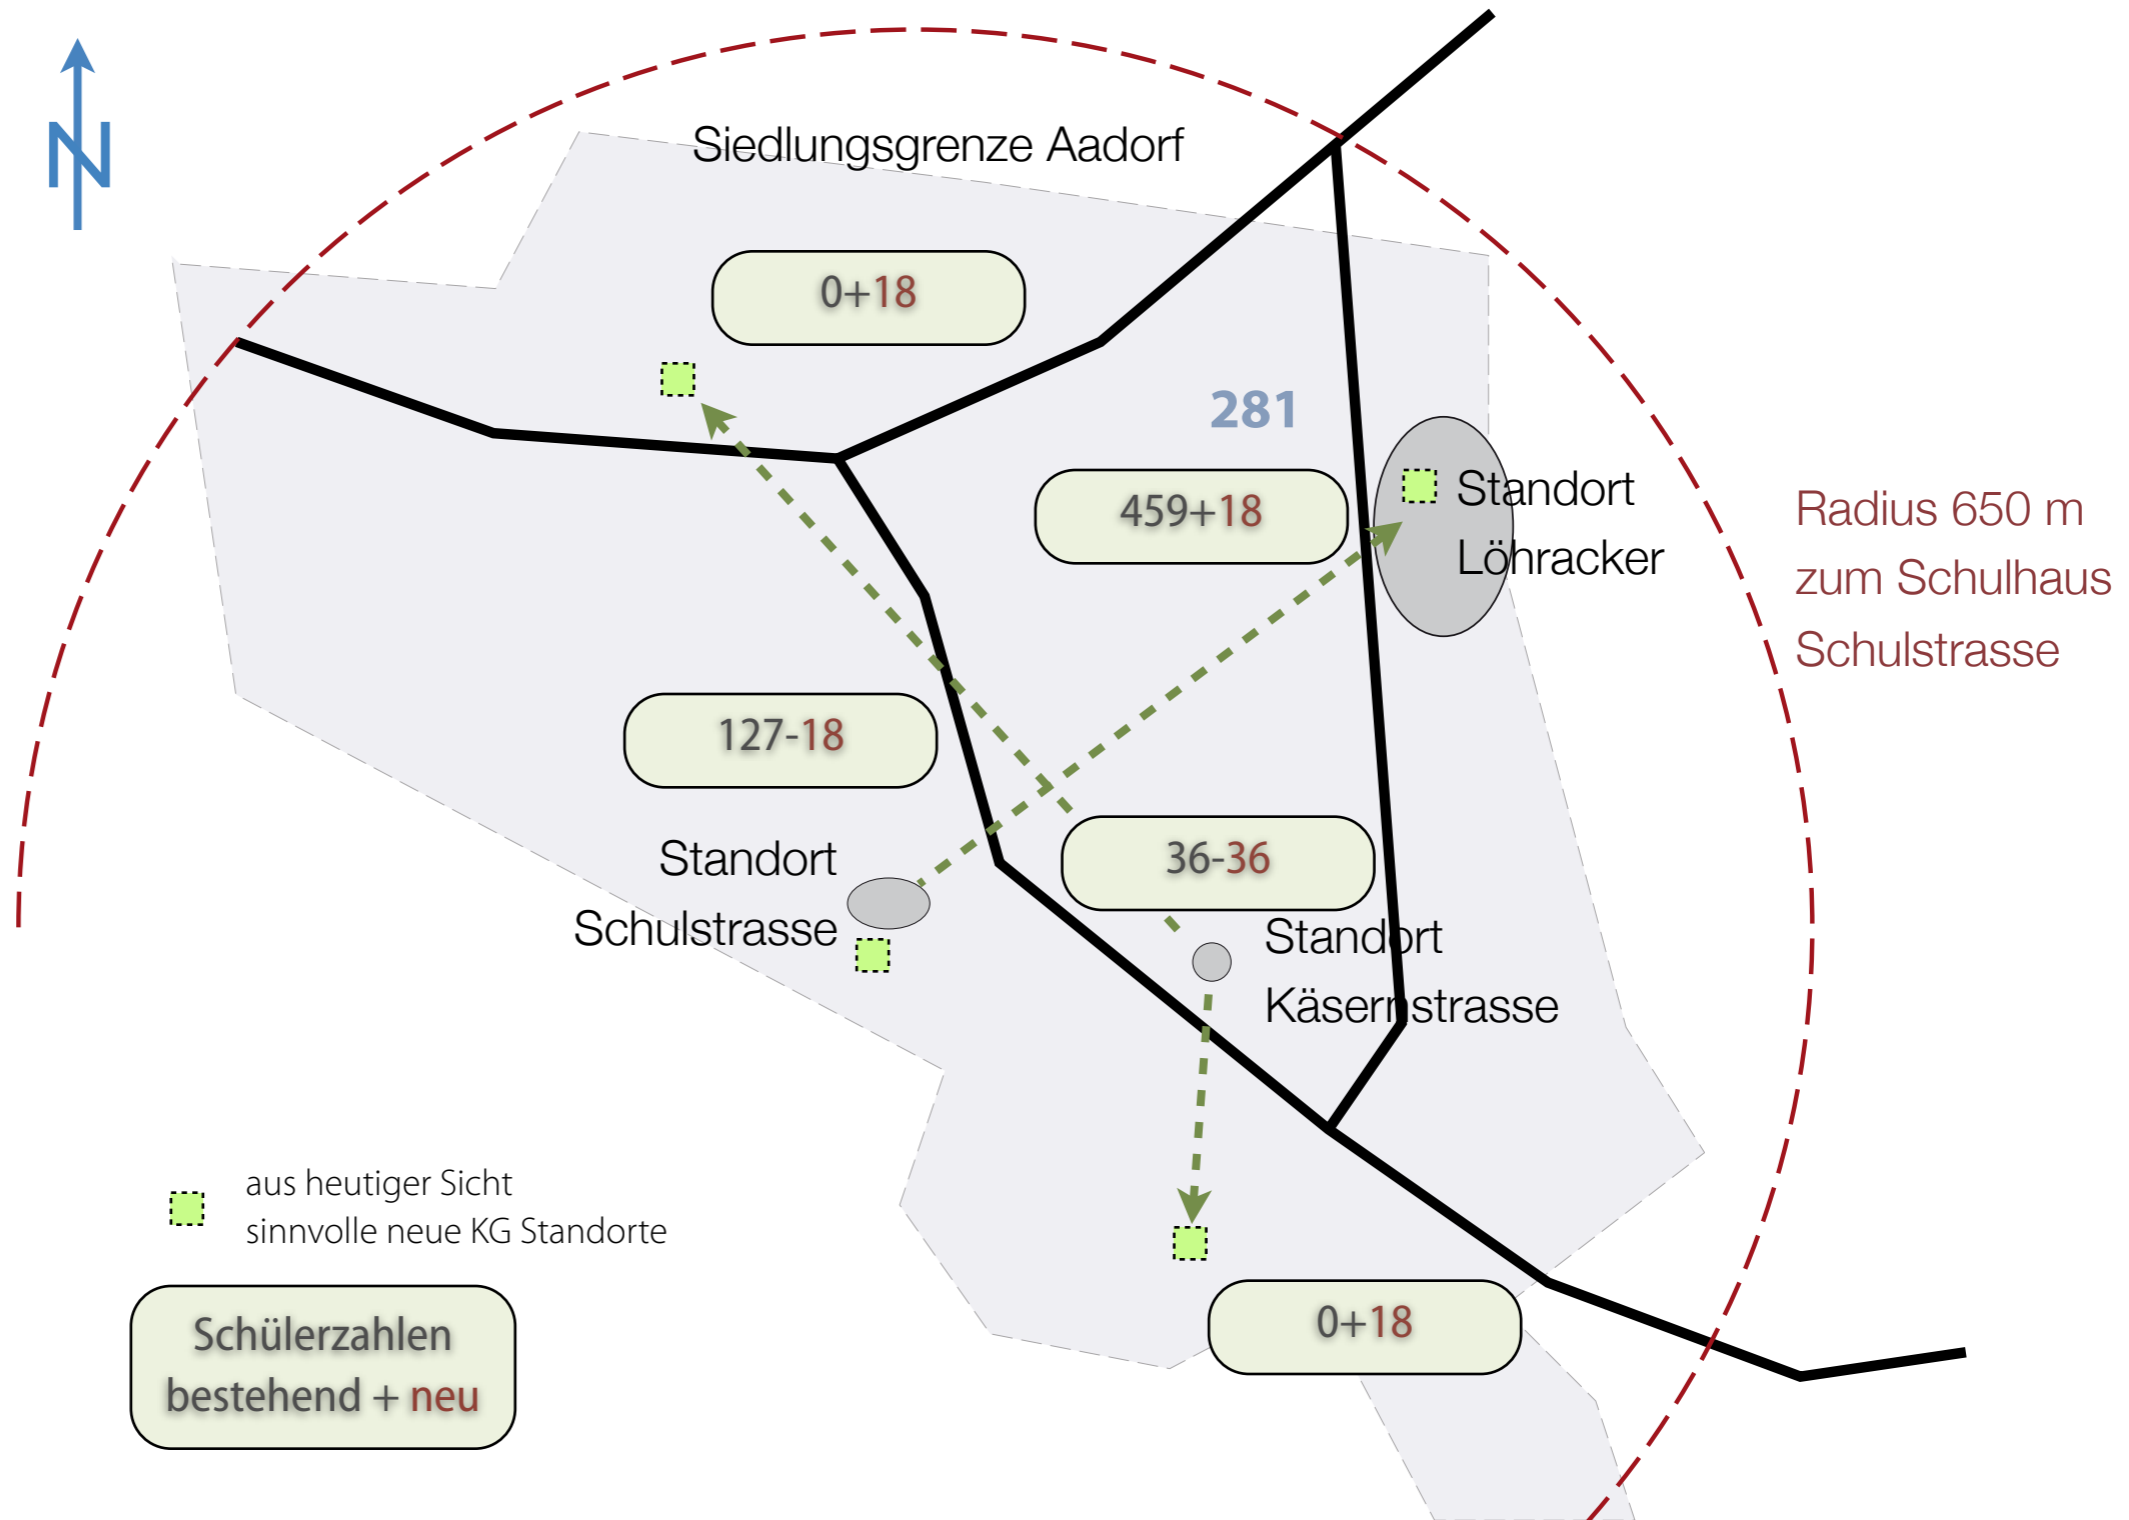 N
Siedlungsgrenze Aadorf
0+18
281
459+18
Standort
Löhracker
Radius 650 m
zum Schulhaus
Schulstrasse
127-18
36-36
Standort
Schulstrasse
Standort
Käsernstrasse
aus heutiger Sicht
sinnvolle neue KG Standorte
0+18
Schülerzahlen
bestehend + neu